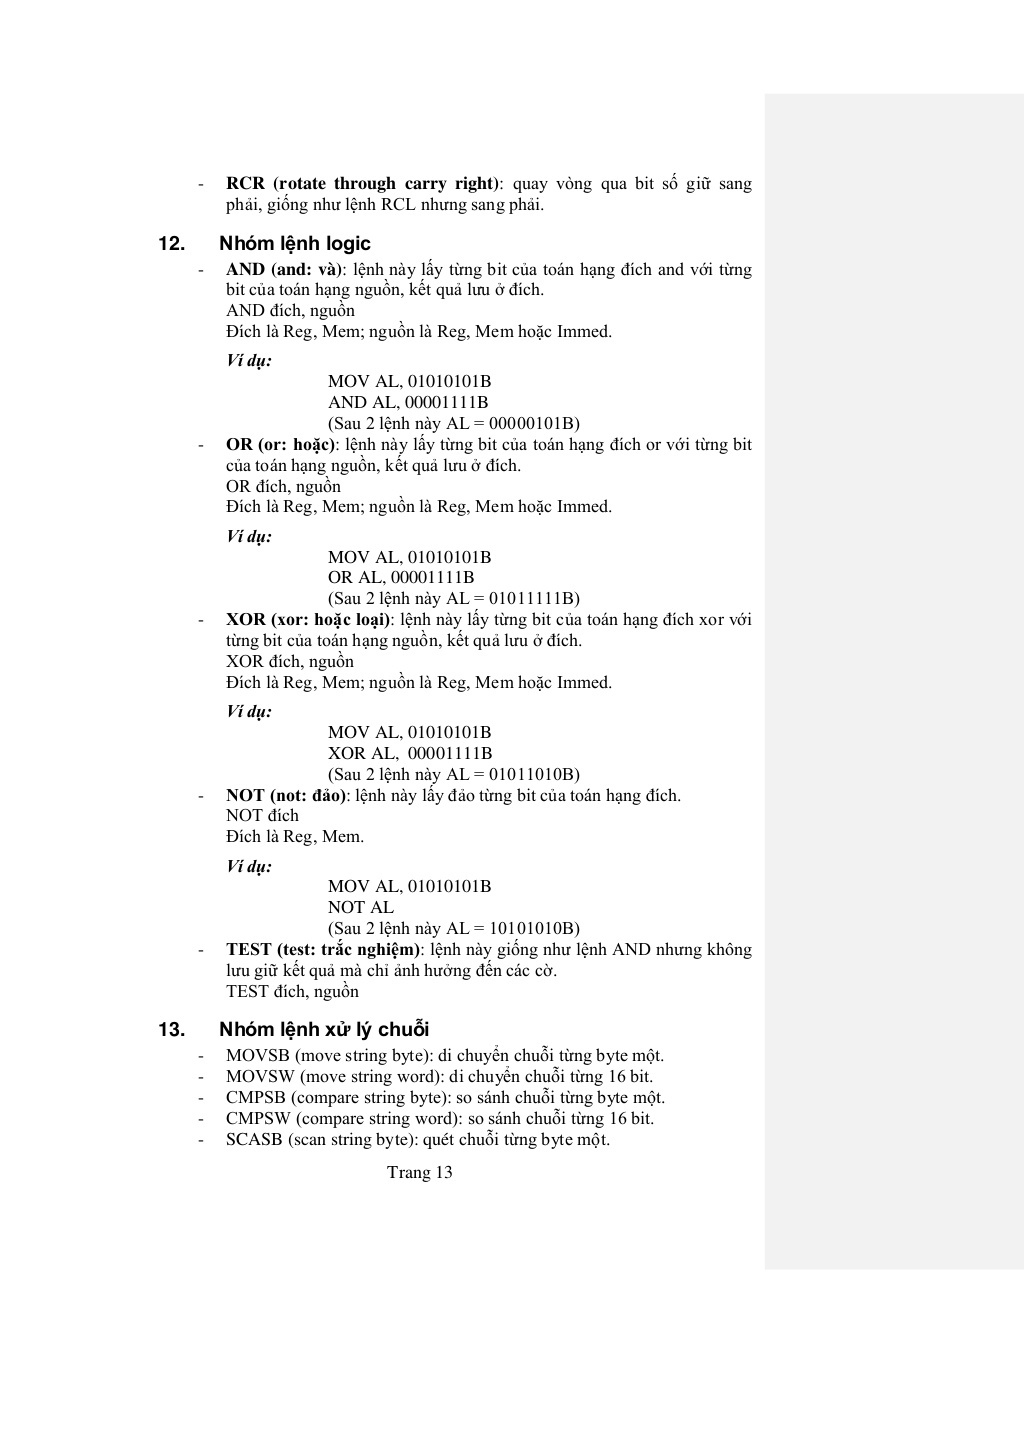 - RCR (rotate through carry right): quay vòng qua bit số giữ sang
phải, giống như lệnh RCL nhưng sang phải.
12. Nhóm lệnh logic
- AND (and: và): lệnh này lấy từng bit của toán hạng đích and với từng
bit của toán hạng nguồn, kết quả lưu ở đích.
AND đích, nguồn
Đích là Reg, Mem; nguồn là Reg, Mem hoặc Immed.
Ví dụ:
MOV AL, 01010101B
AND AL, 00001111B
(Sau 2 lệnh này AL = 00000101B)
- OR (or: hoặc): lệnh này lấy từng bit của toán hạng đích or với từng bit
của toán hạng nguồn, kết quả lưu ở đích.
OR đích, nguồn
Đích là Reg, Mem; nguồn là Reg, Mem hoặc Immed.
Ví dụ:
MOV AL, 01010101B
OR AL, 00001111B
(Sau 2 lệnh này AL = 01011111B)
- XOR (xor: hoặc loại): lệnh này lấy từng bit của toán hạng đích xor với
từng bit của toán hạng nguồn, kết quả lưu ở đích.
XOR đích, nguồn
Đích là Reg, Mem; nguồn là Reg, Mem hoặc Immed.
Ví dụ:
MOV AL, 01010101B
XOR AL, 00001111B
(Sau 2 lệnh này AL = 01011010B)
- NOT (not: đảo): lệnh này lấy đảo từng bit của toán hạng đích.
NOT đích
Đích là Reg, Mem.
Ví dụ:
MOV AL, 01010101B
NOT AL
(Sau 2 lệnh này AL = 10101010B)
- TEST (test: trắc nghiệm): lệnh này giống như lệnh AND nhưng không
lưu giữ kết quả mà chỉ ảnh hưởng đến các cờ.
TEST đích, nguồn
13. Nhóm lệnh xử lý chuỗi
- MOVSB (move string byte): di chuyển chuỗi từng byte một.
- MOVSW (move string word): di chuyển chuỗi từng 16 bit.
- CMPSB (compare string byte): so sánh chuỗi từng byte một.
- CMPSW (compare string word): so sánh chuỗi từng 16 bit.
- SCASB (scan string byte): quét chuỗi từng byte một.
Trang 13